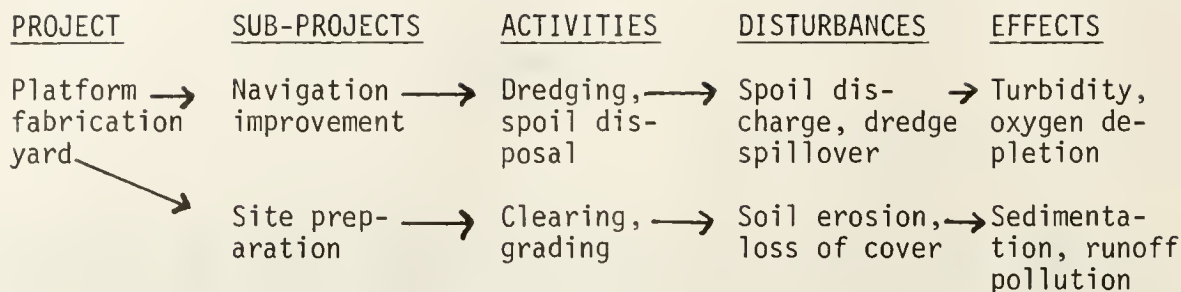 PROJECT SUB-PROJECTS ACTIVITIES DISTURBANCES EFFECTS
Platform → Navigation → Dredging, → Spoil dis- → Turbidity,
fabrication improvement spoil dis- charge, dredge oxygen de-
yard posal spillover pletion
Site prep- → Clearing, → Soil erosion, → Sedimenta-
aration grading loss of cover tion, runoff
pollution